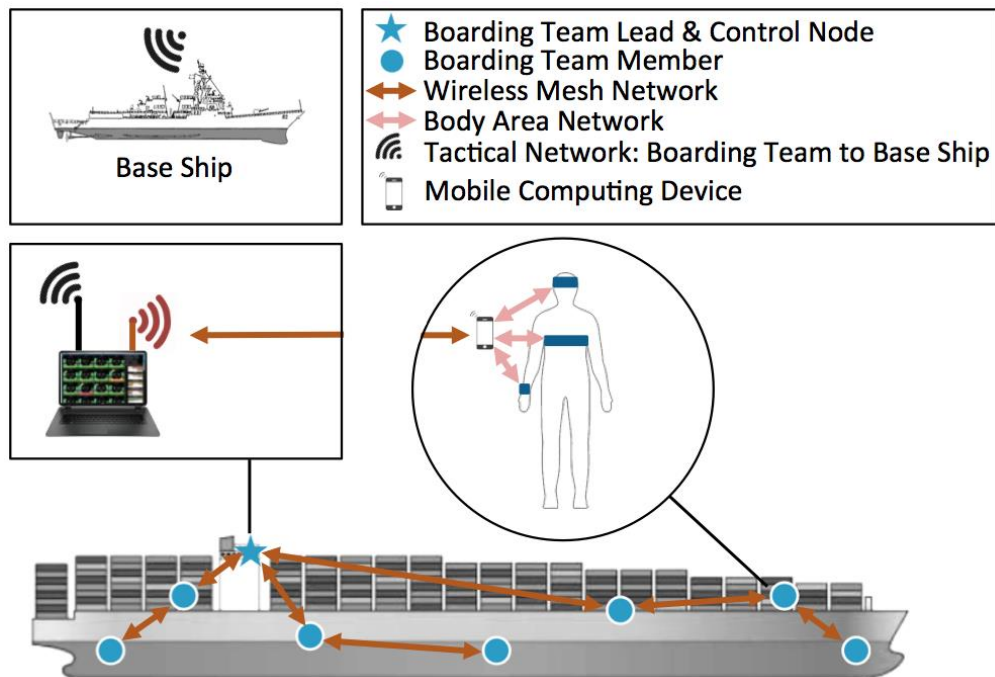 Base Ship
Boarding Team Lead & Control Node
Boarding Team Member
Wireless Mesh Network
Body Area Network
Tactical Network: Boarding Team to Base Ship
Mobile Computing Device